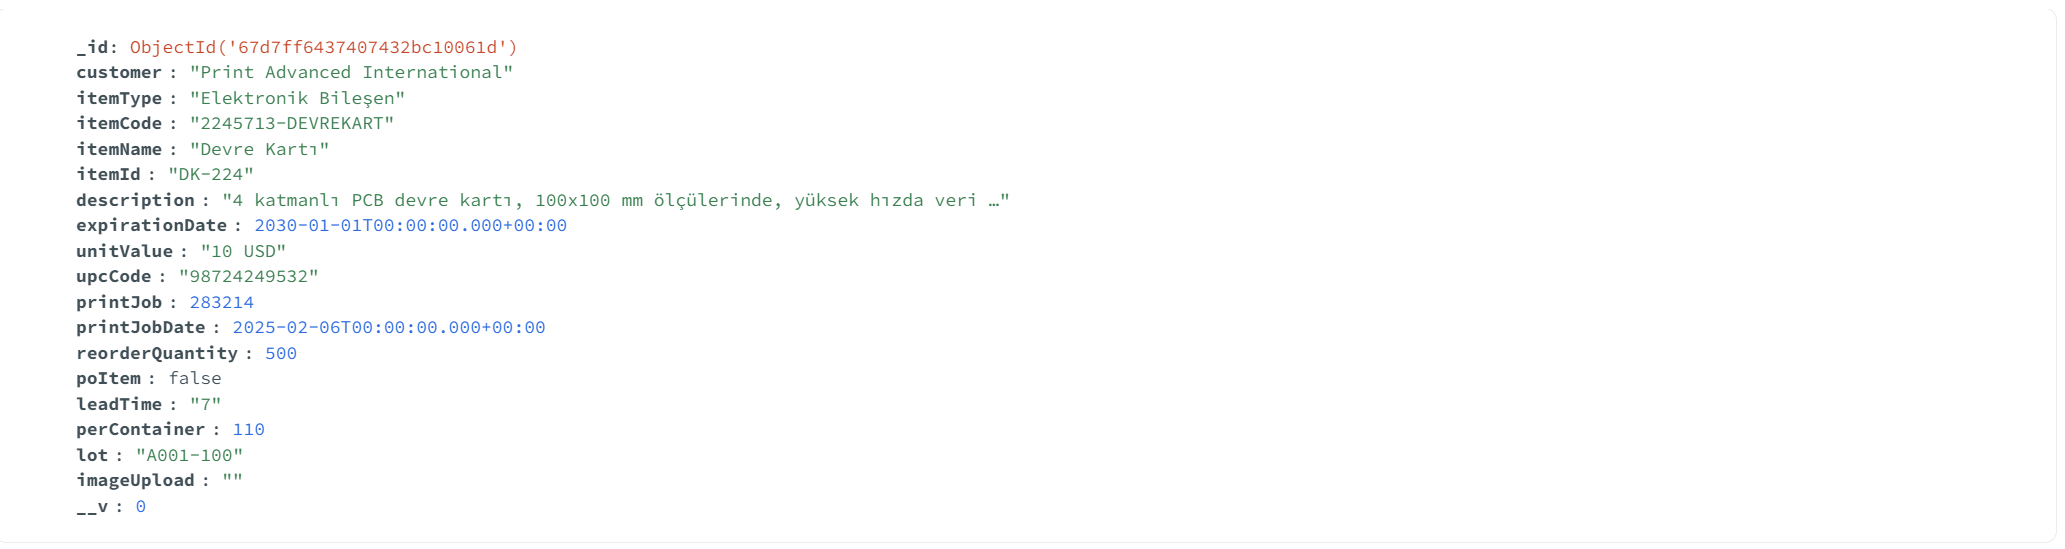 _id: ObjectId('67d7ff6437407432bc10061d')
customer : "Print Advanced International"
itemType : "Elektronik Bileşen"
itemCode : "2245713-DEVREKART"
itemName : "Devre Kartı"
itemId : "DK-224"
description : "4 katmanlı PCB devre kartı, 100x100 mm ölçülerinde, yüksek hızda veri …"
expirationDate : 2030-01-01T00:00:00.000+00:00
unitValue : "10 USD"
upcCode : "98724249532"
printJob : 283214
printJobDate : 2025-02-06T00:00:00.000+00:00
reorderQuantity : 500
poItem : false
leadTime : "7"
perContainer : 110
lot : "A001-100"
imageUpload : ""
__v : 0